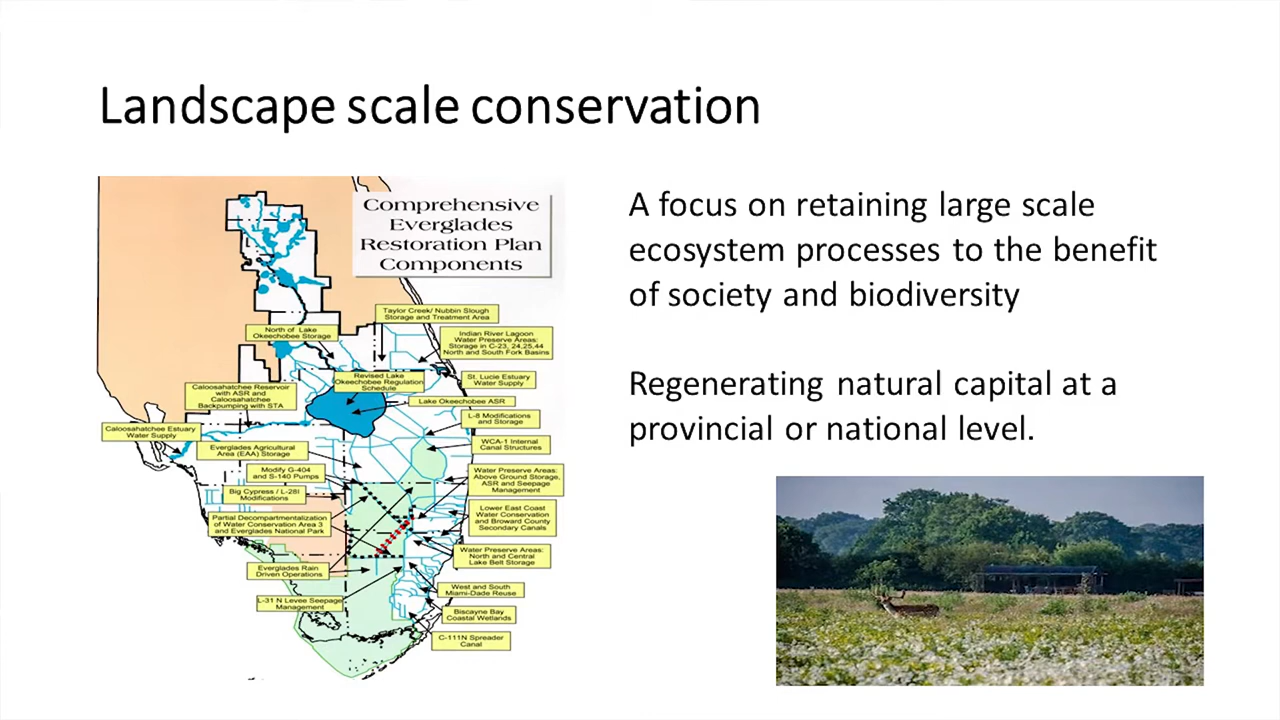 Landscape scale conservation
Comprehensive
Everglades
Restoration Plan
Components
Taylor Creek/ Nubbin Slough
Storage and Treatment Area
North of Lake
Okeechobee Storage
Indian River Lagoon
Water Preserve Areas:
Storage in C-23, 24,25,44
North and South Fork Basins
Revised Lake
Okeechobee Regulation
Schedule
St. Lucie Estuary
Water Supply
Caloosahatchee Reservoir
with ASR and
Caloosahatchee
Backpumping with STA
Lake Okeechobee ASR
L-8 Modifications
and Storage
Caloosahatchee Estuary
Water Supply
WCA-1 Internal
Canal Structures
Everglades Agricultural
Area (EAA) Storage
Modify G-404
and S-140 Pumps
Water Preserve Areas:
Above Ground Storage,
ASR and Seepage
Management
Big Cypress / L-28I
Modifications
Lower East Coast
Water Conservation
and Broward County
Secondary Canals
Partial Decompartmentalization
of Water Conservation Area 3
and Everglades National Park
Water Preserve Areas:
North and Central
Lake Belt Storage
Everglades Rain
Driven Operations
West and South
Miami-Dade Reuse
L-31 N Levee Seepage
Management
Biscayne Bay
Coastal Wetlands
C-111N Spreader
Canal
A focus on retaining large scale
ecosystem processes to the benefit
of society and biodiversity
Regenerating natural capital at a
provincial or national level.